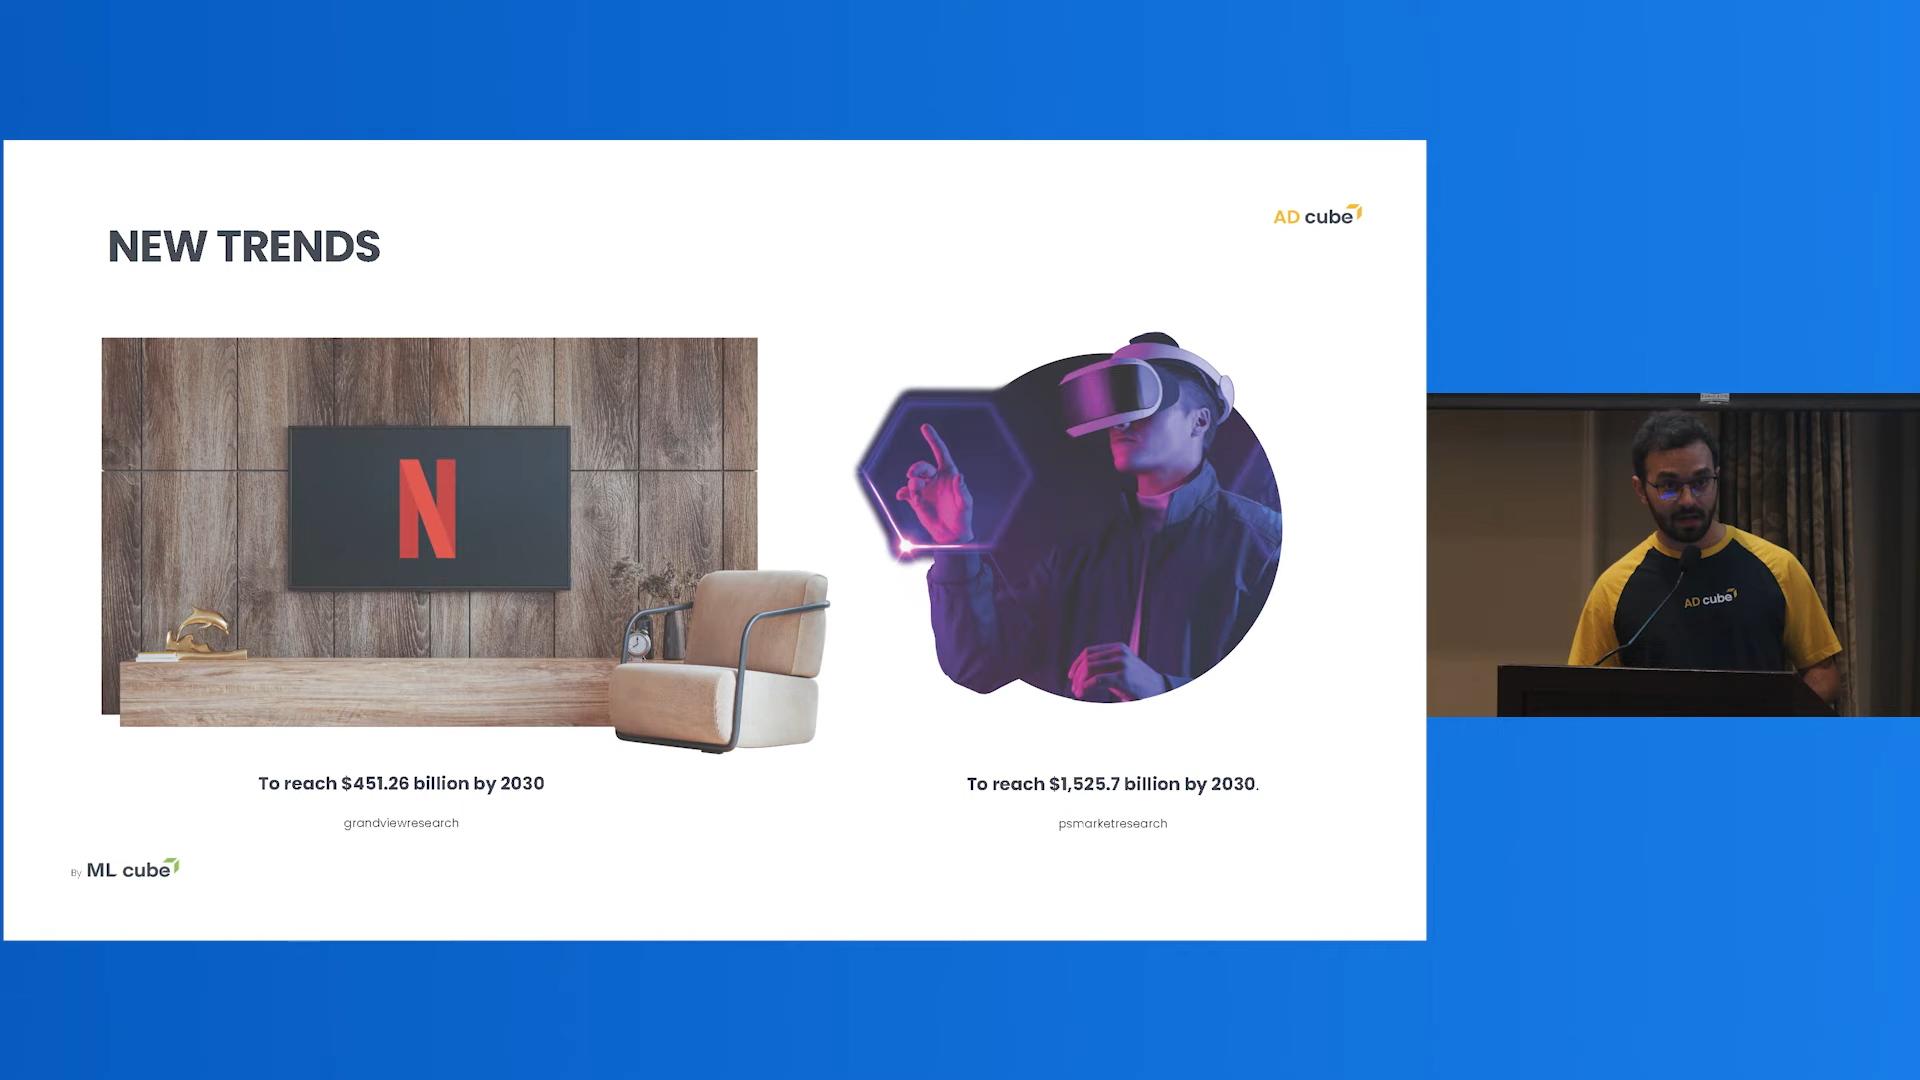 NEW TRENDS
AD cube
N
To reach $451.26 billion by 2030
grandviewresearch
To reach $1,525.7 billion by 2030.
psmarketresearch
By ML cube
AD cube